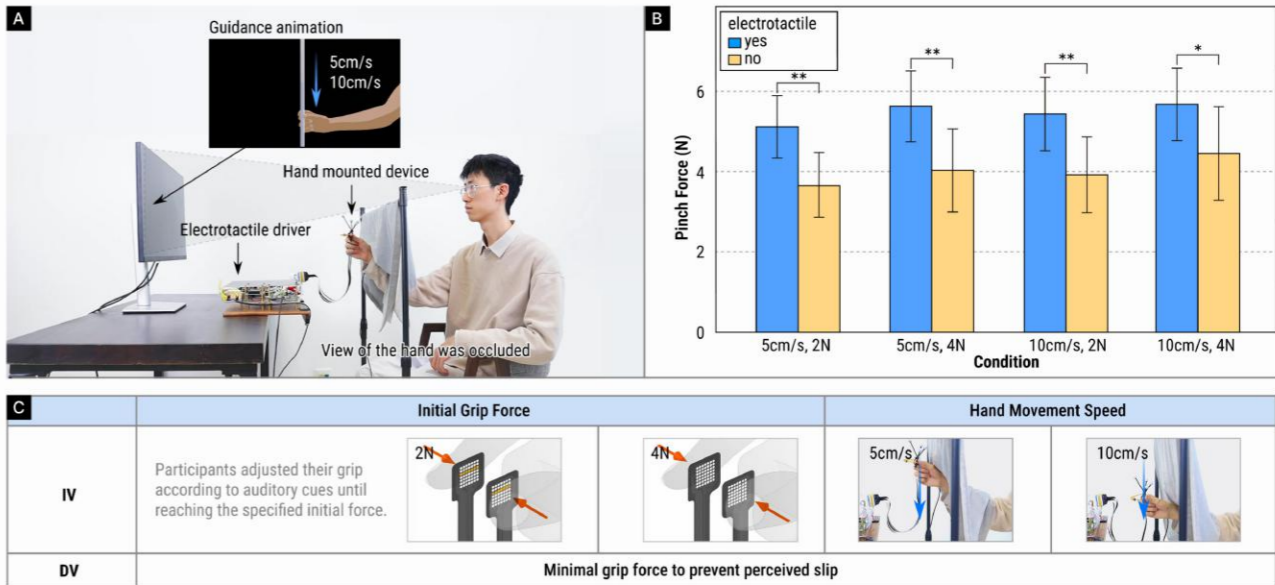 A
Guidance animation
5cm/s
10cm/s
Hand mounted device
Electrotactile driver
View of the hand was occluded
B
electrotactile
yes
no
**
**
**
*
Pinch Force (N)
6
4
2
0
5cm/s, 2N
5cm/s, 4N
10cm/s, 2N
10cm/s, 4N
Condition
C
Initial Grip Force
Hand Movement Speed
IV
Participants adjusted their grip
according to auditory cues until
reaching the specified initial force.
2N
4N
5cm/s
10cm/s
DV
Minimal grip force to prevent perceived slip